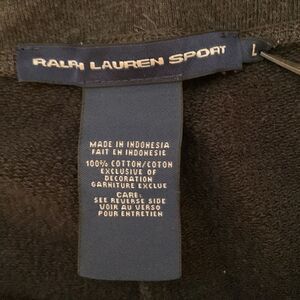 RALPH LAUREN SPORT
L
MADE IN INDONESIA
FAIT EN INDONESIE
100% COTTON/COTON
EXCLUSIVE OF
DECORATION
GARNITURE EXCLUE
CARE:
SEE REVERSE SIDE
VOIR AU VERSO
POUR ENTRETIEN